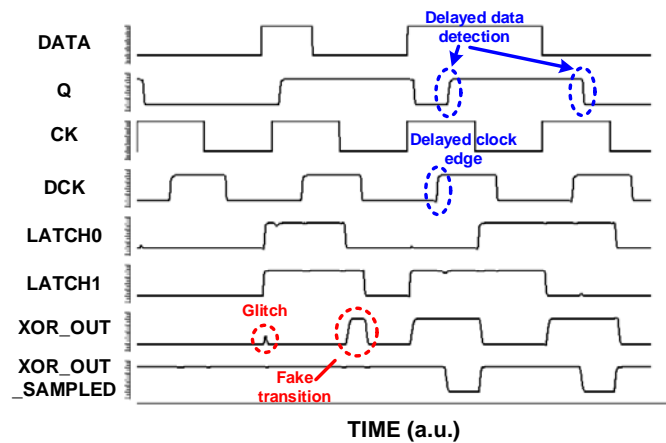 Delayed data
detection
DATA
Q
CK
Delayed clock
edge
DCK
LATCH0
LATCH1
Glitch
XOR_OUT
XOR_OUT
_SAMPLED
Fake
transition
TIME (a.u.)